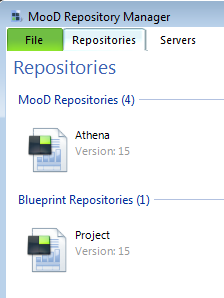 MooD Repository Manager
File Repositories Servers
Repositories
MooD Repositories (4)
Athena
Version: 15
Blueprint Repositories (1)
Project
Version: 15